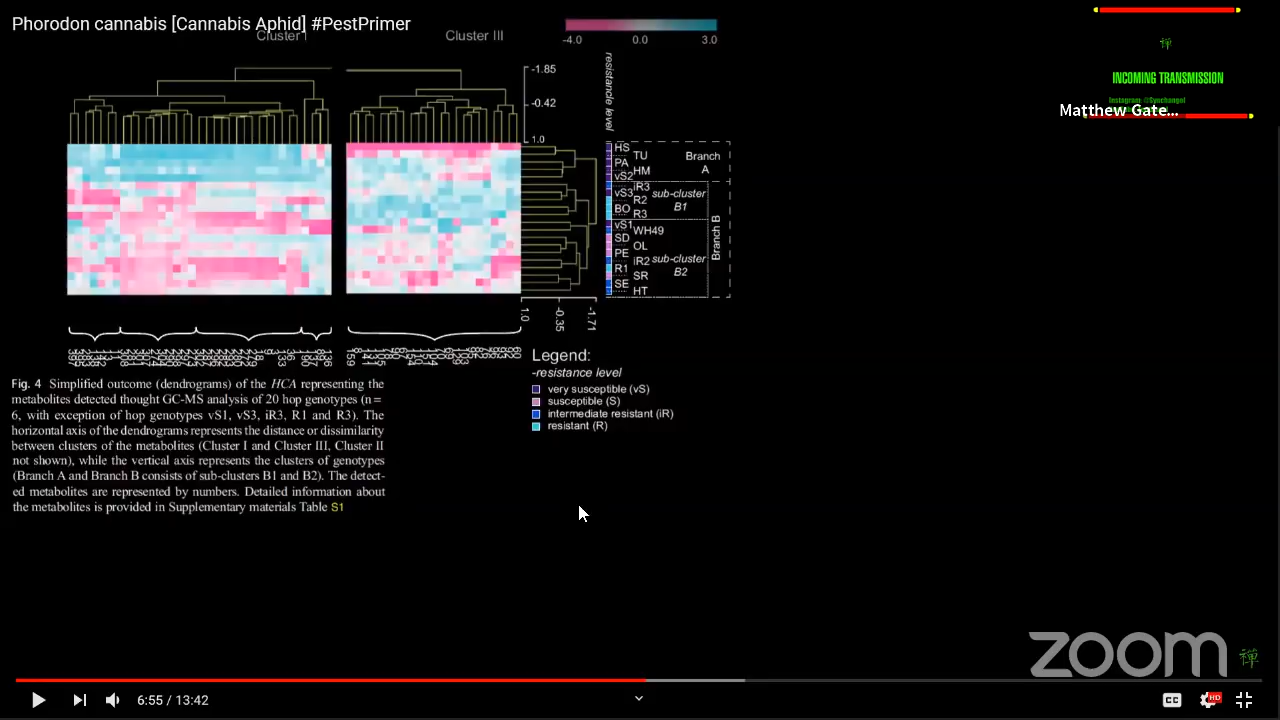 Phorodon cannabis [Cannabis Aphid] #PestPrimer
Cluster I
Cluster III
-4.0 0.0 3.0
-1.85
-0.42
1.0
resistance level
HS
TU
PA
HM
vS2
Branch A
iR3
vS3
R2
BO
R3
sub-cluster B1
vS1
WH49
SD
OL
PE
iR2
R1
SR
SE
HT
sub-cluster B2
Branch B
1.0
-0.35
-1.71
Legend:
-resistance level
very susceptible (vS)
susceptible (S)
intermediate resistant (iR)
resistant (R)
Fig. 4 Simplified outcome (dendrograms) of the HCA representing the
metabolites detected thought GC-MS analysis of 20 hop genotypes (n =
6, with exception of hop genotypes vS1, vS3, iR3, R1 and R3). The
horizontal axis of the dendrograms represents the distance or dissimilarity
between clusters of the metabolites (Cluster I and Cluster III, Cluster II
not shown), while the vertical axis represents the clusters of genotypes
(Branch A and Branch B consists of sub-clusters B1 and B2). The detect-
ed metabolites are represented by numbers. Detailed information about
the metabolites is provided in Supplementary materials Table S1
禅
INCOMING TRANSMISSION
Instagram: @Synchangel
Matthew Gate...
zoom
禅
6:55 / 13:42
CC
HD